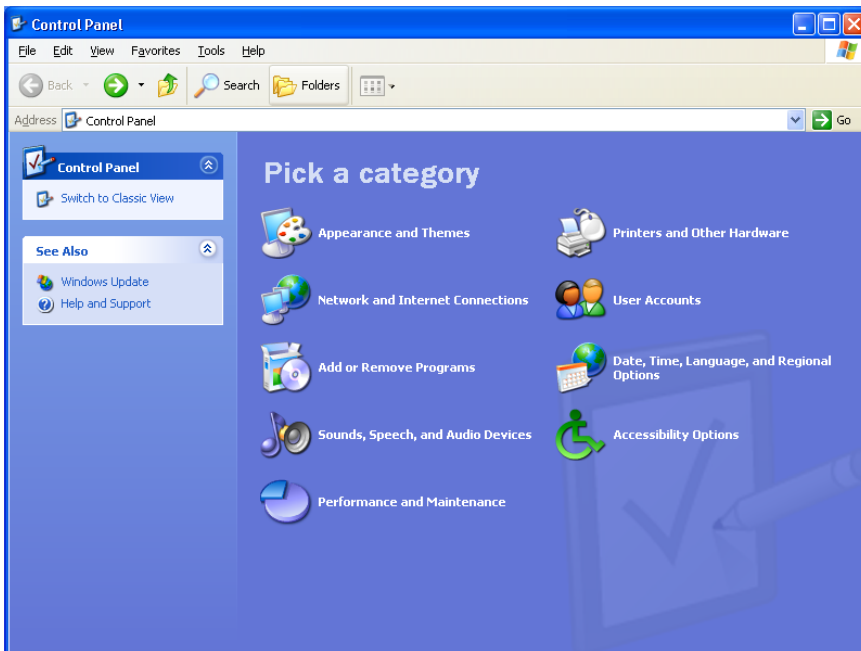 Control Panel
File Edit View Favorites Tools Help
Back Search Folders
Address Control Panel Go
Control Panel
Switch to Classic View
See Also
Windows Update
Help and Support
Pick a category
Appearance and Themes
Printers and Other Hardware
Network and Internet Connections
User Accounts
Add or Remove Programs
Date, Time, Language, and Regional
Options
Sounds, Speech, and Audio Devices
Accessibility Options
Performance and Maintenance